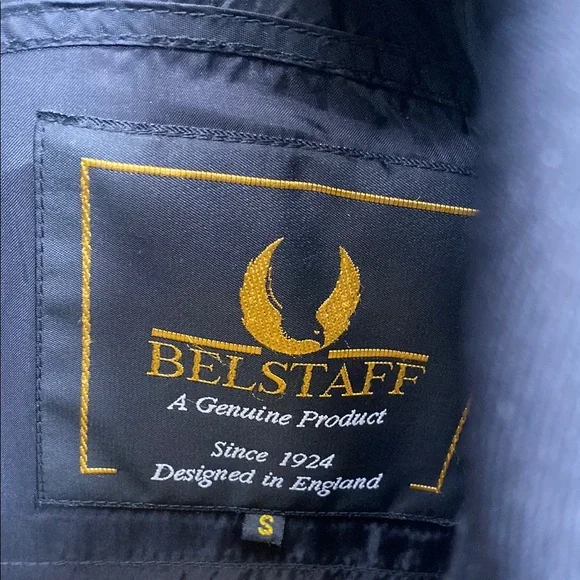 BELSTAFF
A Genuine Product
Since 1924
Designed in England
S